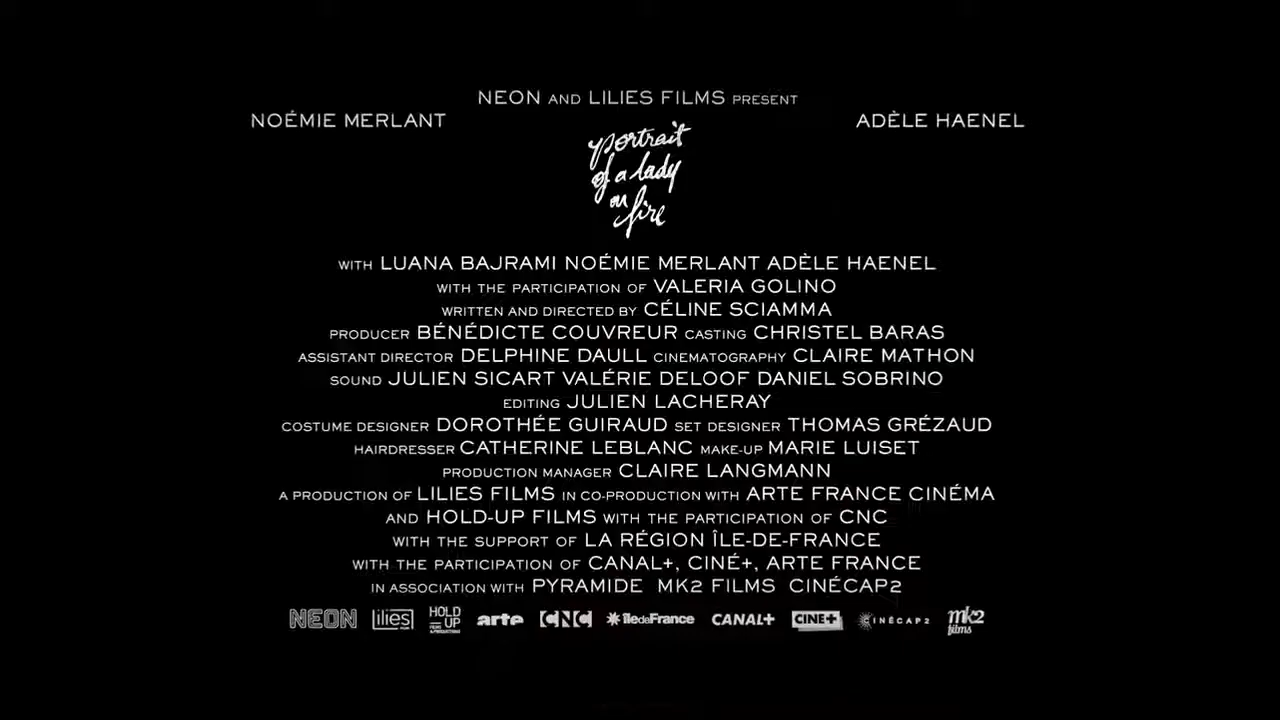 NEON AND LILIES FILMS PRESENT
NOÉMIE MERLANT
ADÈLE HAENEL
portrait
of a lady
on
fire
WITH LUANA BAJRAMI NOÉMIE MERLANT ADÈLE HAENEL
WITH THE PARTICIPATION OF VALERIA GOLINO
WRITTEN AND DIRECTED BY CÉLINE SCIAMMA
PRODUCER BÉNÉDICTE COUVREUR CASTING CHRISTEL BARAS
ASSISTANT DIRECTOR DELPHINE DAULL CINEMATOGRAPHY CLAIRE MATHON
SOUND JULIEN SICART VALÉRIE DELOOF DANIEL SOBRINO
EDITING JULIEN LACHERAY
COSTUME DESIGNER DOROTHÉE GUIRAUD SET DESIGNER THOMAS GRÉZAUD
HAIRDRESSER CATHERINE LEBLANC MAKE-UP MARIE LUISET
PRODUCTION MANAGER CLAIRE LANGMANN
A PRODUCTION OF LILIES FILMS IN CO-PRODUCTION WITH ARTE FRANCE CINÉMA
AND HOLD-UP FILMS WITH THE PARTICIPATION OF CNC
WITH THE SUPPORT OF LA RÉGION ÎLE-DE-FRANCE
WITH THE PARTICIPATION OF CANAL+, CINÉ+, ARTE FRANCE
IN ASSOCIATION WITH PYRAMIDE MK2 FILMS CINÉCAP2
NEON lilies HOLD UP arte CNC îledeFrance CANAL+ CINE+ CINÉCAP2 mk2 films